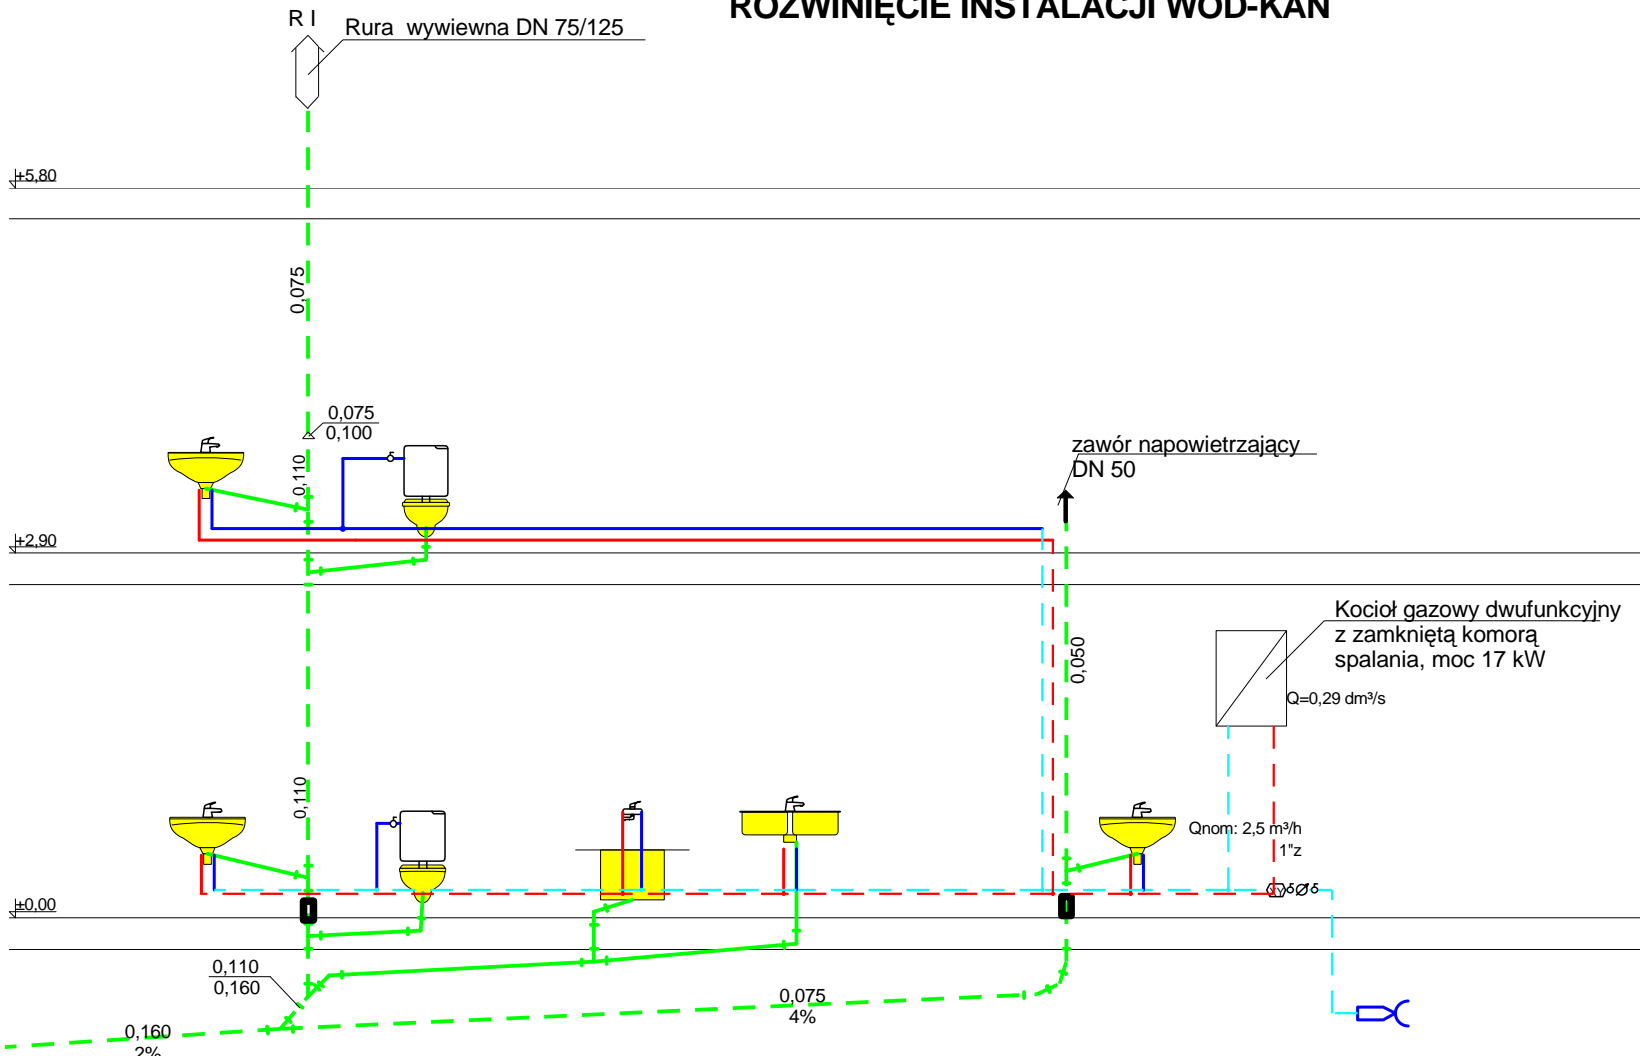 ROZWINIĘCIE INSTALACJI WOD-KAN
R I
Rura wywiewna DN 75/125
+5,80
0,075
0,075
0,100
0,110
zawór napowietrzający
DN 50
+2,90
Kocioł gazowy dwufunkcyjny
z zamkniętą komorą
spalania, moc 17 kW
0,050
Q=0,29 dm³/s
0,110
Qnom: 2,5 m³/h
1"z
±0,00
0,110
0,160
0,075
4%
0,160
2%